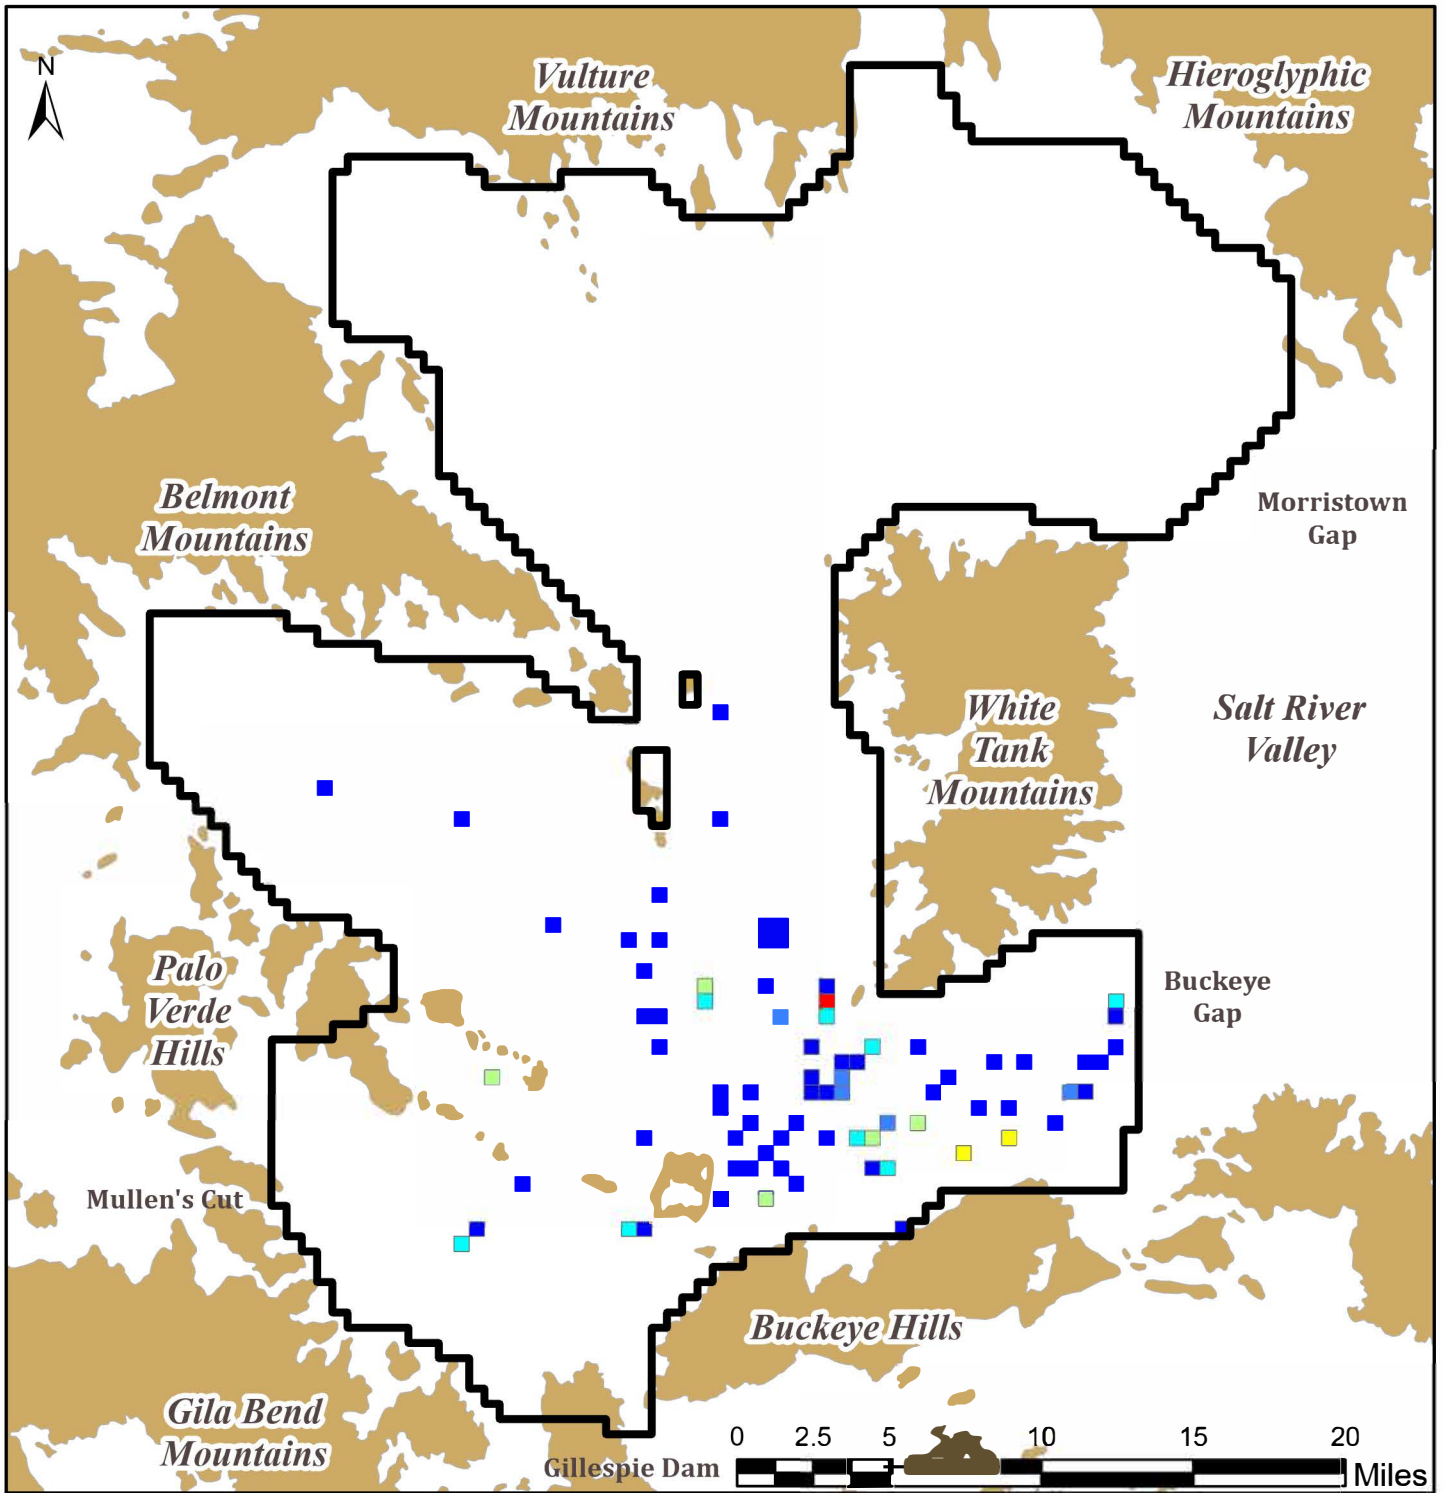 N
Vulture
Mountains
Hieroglyphic
Mountains
Belmont
Mountains
Morristown
Gap
White
Tank
Mountains
Salt River
Valley
Palo
Verde
Hills
Buckeye
Gap
Mullen's Cut
Buckeye Hills
Gila Bend
Mountains
Gillespie Dam
0 2.5 5 10 15 20
Miles